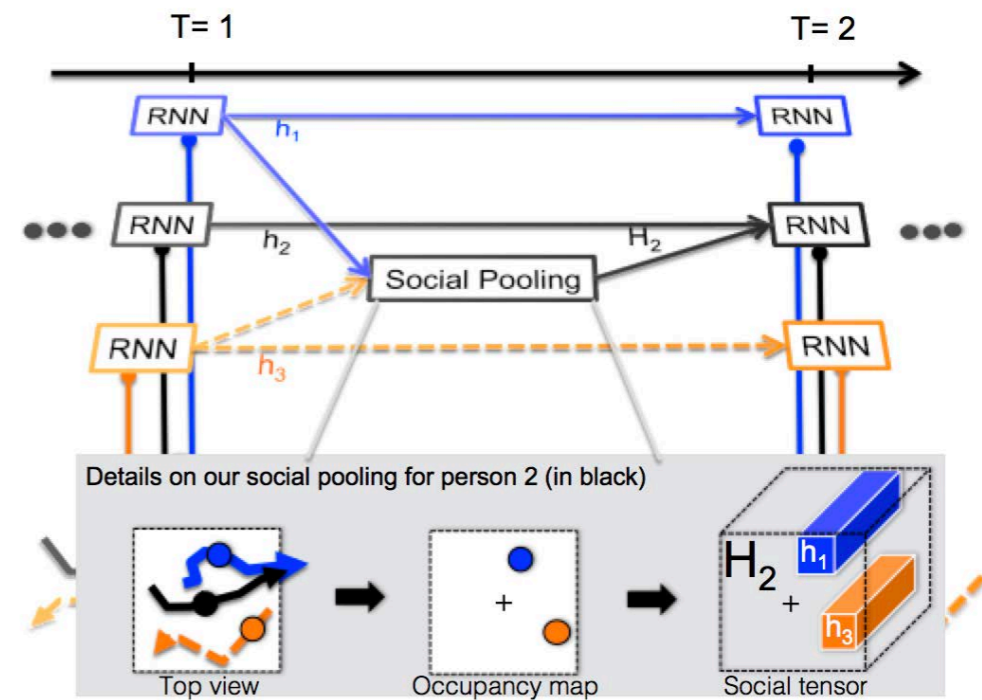 T= 1
T= 2
RNN
RNN
h₁
RNN
RNN
h₂
H₂
Social Pooling
RNN
RNN
h₃
Details on our social pooling for person 2 (in black)
H₂
h₁
+
+
h₃
Top view
Occupancy map
Social tensor